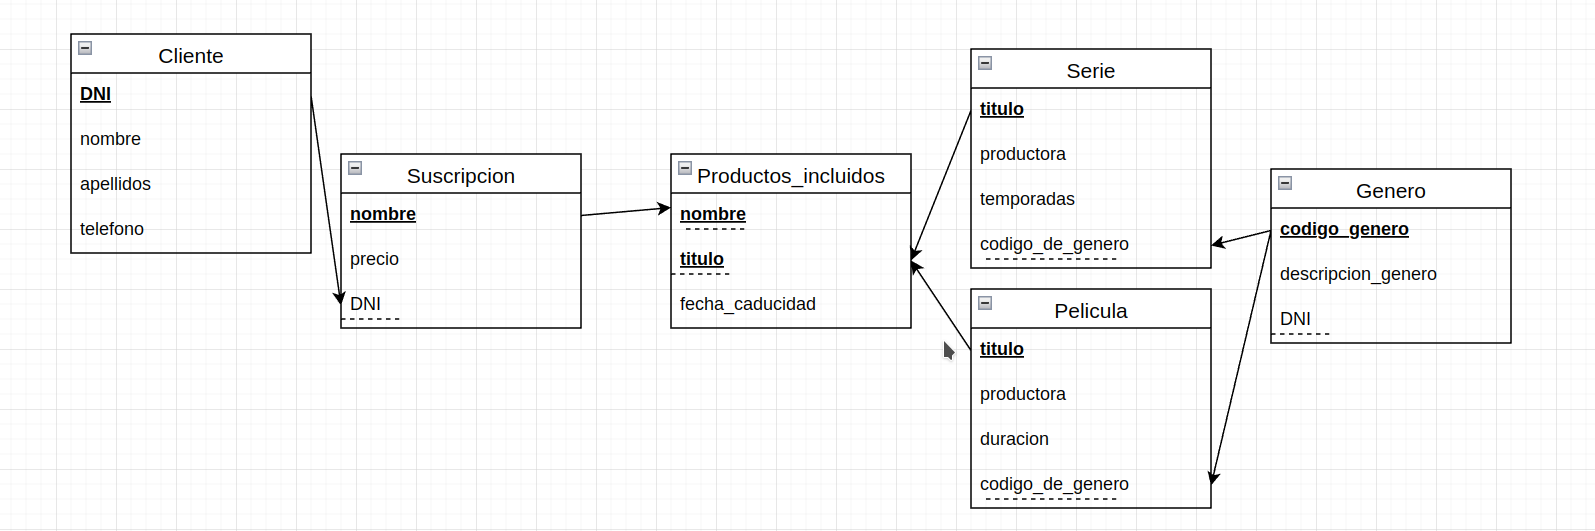 Cliente
DNI
nombre
apellidos
telefono
Suscripcion
nombre
precio
DNI
Productos_incluidos
nombre
titulo
fecha_caducidad
Serie
titulo
productora
temporadas
codigo_de_genero
Pelicula
titulo
productora
duracion
codigo_de_genero
Genero
codigo_genero
descripcion_genero
DNI